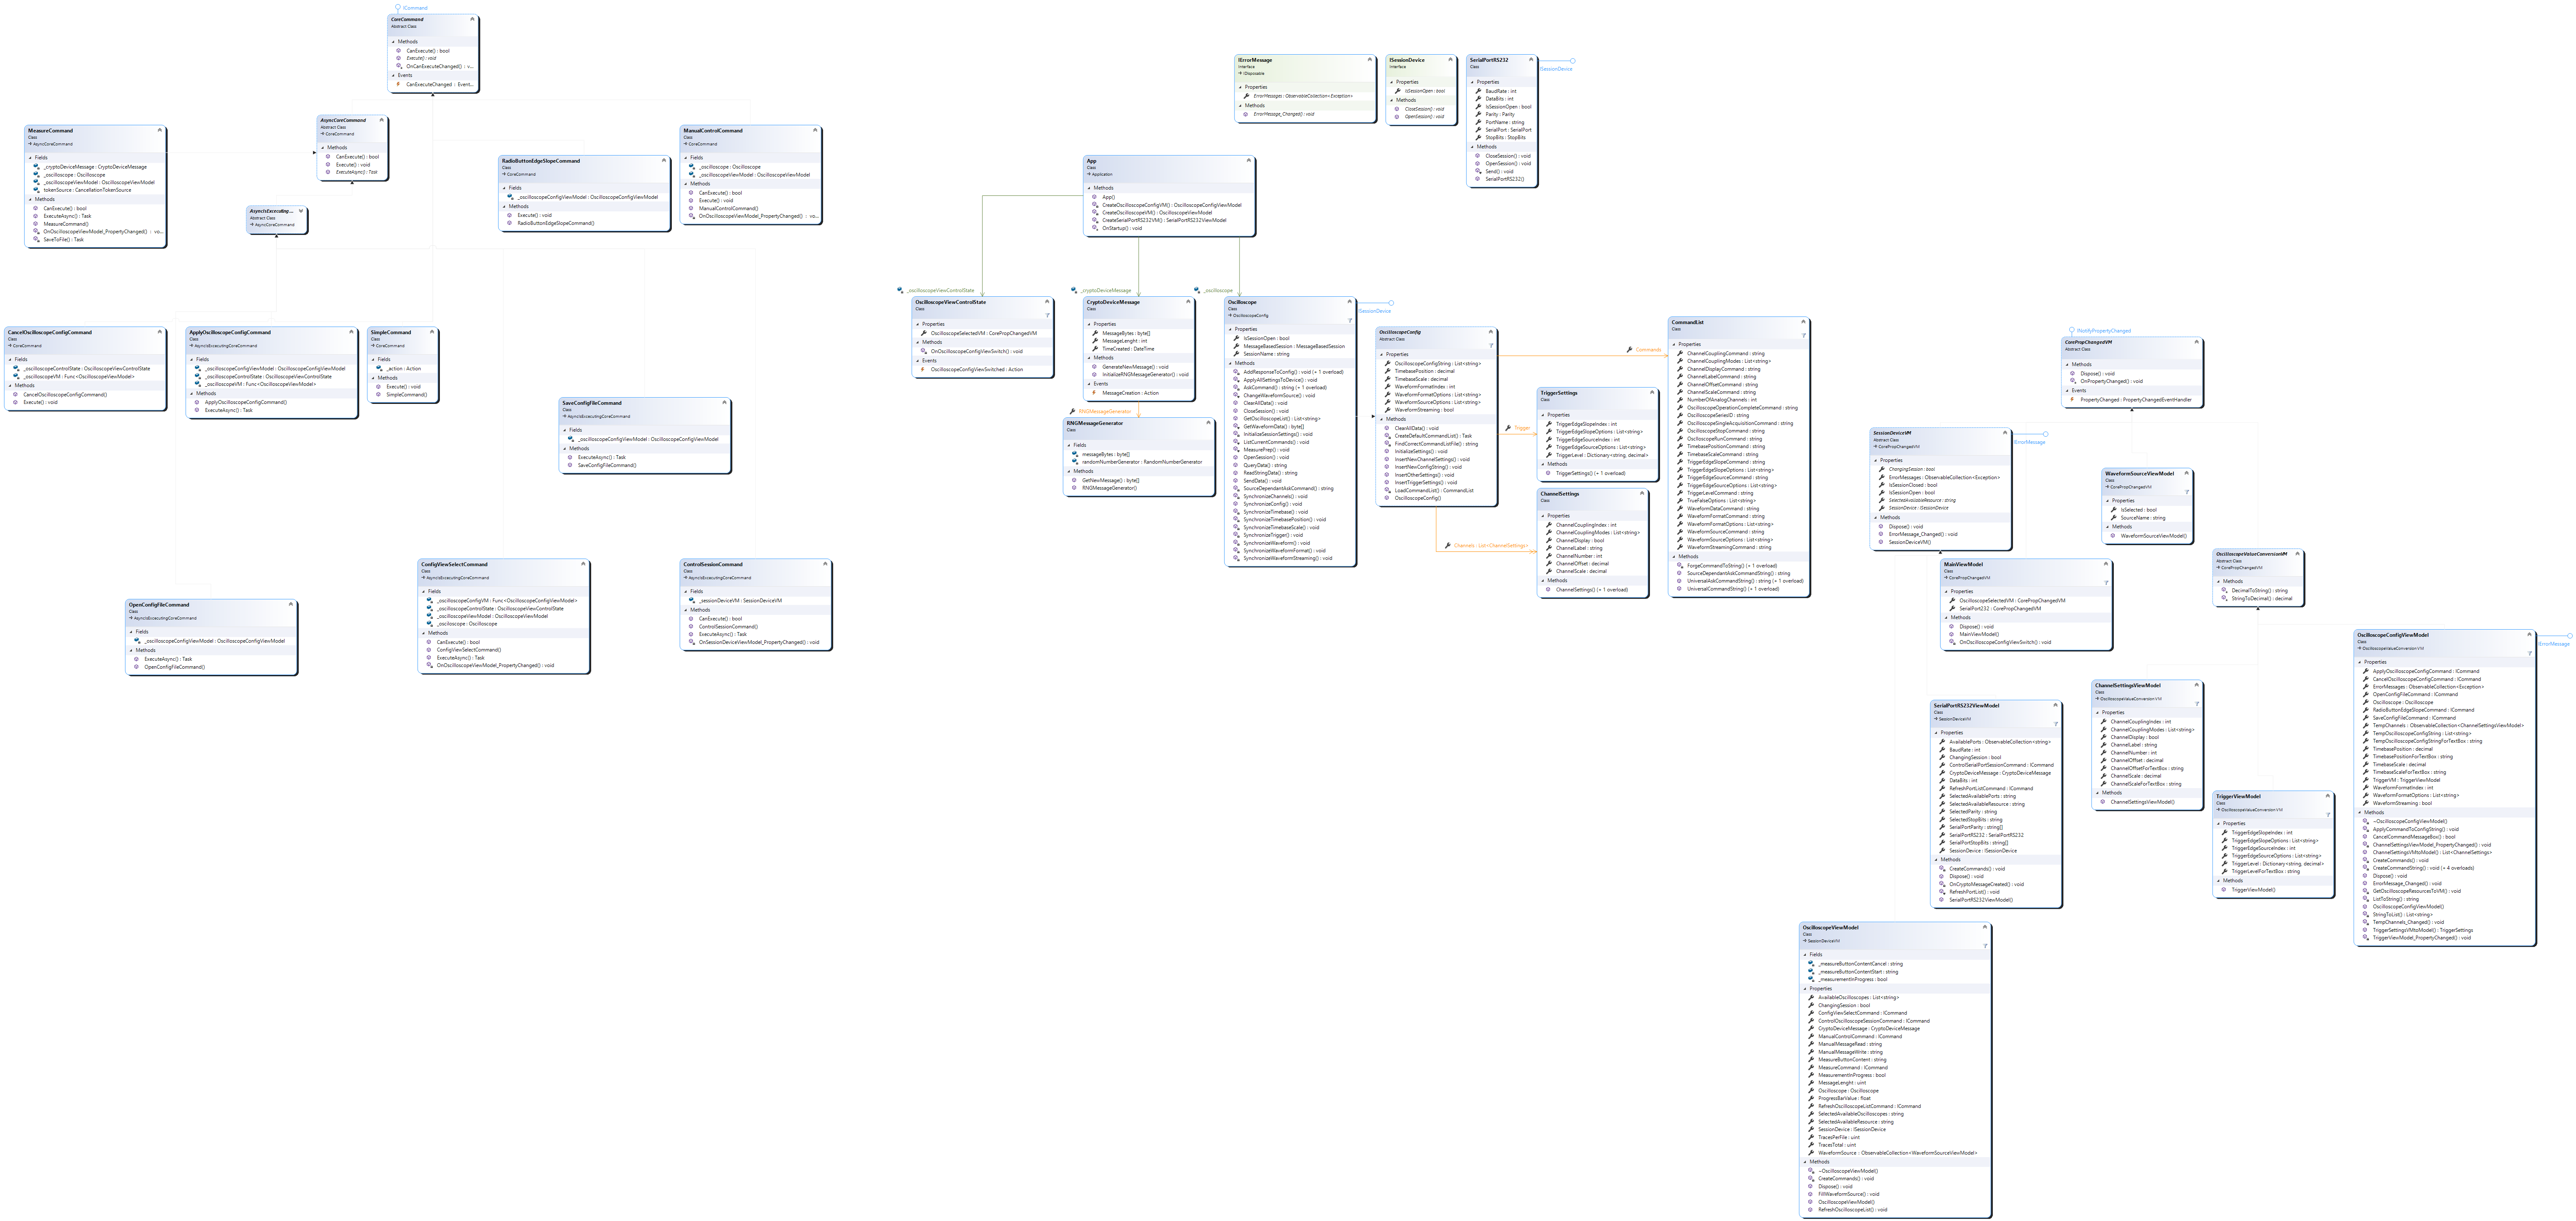 ICommand
CoreCommand
Abstract Class
Methods
CanExecute() : bool
Execute() : void
OnCanExecuteChanged() : v...
Events
CanExecuteChanged : Event...
MeasureCommand
Class
AsyncCoreCommand
Fields
_cryptoDeviceMessage : CryptoDeviceMessage
_oscilloscope : Oscilloscope
_oscilloscopeViewModel : OscilloscopeViewModel
tokenSource : CancellationTokenSource
Methods
CanExecute() : bool
ExecuteAsync() : Task
MeasureCommand()
OnOscilloscopeViewModel_PropertyChanged() : vo...
SaveToFile() : Task
AsyncCoreCommand
Abstract Class
CoreCommand
Methods
CanExecute() : bool
Execute() : void
ExecuteAsync() : Task
Abstract Class
AsyncCoreCommand
RadioButtonEdgeSlopeCommand
Class
CoreCommand
Fields
_oscilloscopeConfigViewModel : OscilloscopeConfigViewModel
Methods
Execute() : void
RadioButtonEdgeSlopeCommand()
ManualControlCommand
Class
CoreCommand
Fields
_oscilloscope : Oscilloscope
_oscilloscopeViewModel : OscilloscopeViewModel
Methods
CanExecute() : bool
Execute() : void
ManualControlCommand()
OnOscilloscopeViewModel_PropertyChanged() : vo...
CancelOscilloscopeConfigCommand
Class
CoreCommand
Fields
_oscilloscopeControlState : OscilloscopeViewControlState
_oscilloscopeVM : Func<OscilloscopeViewModel>
Methods
CancelOscilloscopeConfigCommand()
Execute() : void
ApplyOscilloscopeConfigCommand
Class
AsyncIsExcecutingCoreCommand
Fields
_oscilloscopeConfigViewModel : OscilloscopeConfigViewModel
_oscilloscopeControlState : OscilloscopeViewControlState
_oscilloscopeVM : Func<OscilloscopeViewModel>
Methods
ApplyOscilloscopeConfigCommand()
ExecuteAsync() : Task
SimpleCommand
Class
CoreCommand
Fields
_action : Action
Methods
Execute() : void
SimpleCommand()
SaveConfigFileCommand
Class
AsyncIsExcecutingCoreCommand
Fields
_oscilloscopeConfigViewModel : OscilloscopeConfigViewModel
Methods
ExecuteAsync() : Task
SaveConfigFileCommand()
OpenConfigFileCommand
Class
AsyncIsExcecutingCoreCommand
Fields
_oscilloscopeConfigViewModel : OscilloscopeConfigViewModel
Methods
ExecuteAsync() : Task
OpenConfigFileCommand()
ConfigViewSelectCommand
Class
AsyncIsExcecutingCoreCommand
Fields
_oscilloscopeConfigVM : Func<OscilloscopeConfigViewModel>
_oscilloscopeControlState : OscilloscopeViewControlState
_oscilloscopeViewModel : OscilloscopeViewModel
_oscilloscope : Oscilloscope
Methods
CanExecute() : bool
ConfigViewSelectCommand()
ExecuteAsync() : Task
OnOscilloscopeViewModel_PropertyChanged() : void
ControlSessionCommand
Class
AsyncIsExcecutingCoreCommand
Fields
_sessionDeviceVM : SessionDeviceVM
Methods
CanExecute() : bool
ControlSessionCommand()
ExecuteAsync() : Task
OnSessionDeviceViewModel_PropertyChanged() : void
IErrorMessage
Interface
IDisposable
Properties
ErrorMessages : ObservableCollection<Exception>
Methods
ErrorMessage_Changed() : void
ISessionDevice
Interface
Properties
IsSessionOpen : bool
Methods
CloseSession() : void
OpenSession() : void
SerialPortRS232
Class
Properties
BaudRate : int
DataBits : int
IsSessionOpen : bool
Parity : Parity
PortName : string
SerialPort : SerialPort
StopBits : StopBits
Methods
CloseSession() : void
OpenSession() : void
Send() : void
SerialPortRS232()
ISessionDevice
App
Class
Application
Methods
App()
CreateOscilloscopeConfigVM() : OscilloscopeConfigViewModel
CreateOscilloscopeVM() : OscilloscopeViewModel
CreateSerialPortRS232VM() : SerialPortRS232ViewModel
OnStartup() : void
_oscilloscopeViewControlState
_cryptoDeviceMessage
_oscilloscope
OscilloscopeViewControlState
Class
Properties
OscilloscopeSelectedVM : CorePropChangedVM
Methods
OnOscilloscopeConfigViewSwitch() : void
Events
OscilloscopeConfigViewSwitched : Action
CryptoDeviceMessage
Class
Properties
MessageBytes : byte[]
MessageLenght : int
TimeCreated : DateTime
Methods
GenerateNewMessage() : void
InitializeRNGMessageGenerator() : void
Events
MessageCreation : Action
RNGMessageGenerator
RNGMessageGenerator
Class
Fields
messageBytes : byte[]
randomNumberGenerator : RandomNumberGenerator
Methods
GetNewMessage() : byte[]
RNGMessageGenerator()
Oscilloscope
Class
OscilloscopeConfig
Properties
IsSessionOpen : bool
MessageBasedSession : MessageBasedSession
SessionName : string
Methods
AddResponseToConfig() : void (+ 1 overload)
ApplyAllSettingsToDevice() : void
AskCommand() : string (+ 1 overload)
ChangeWaveformSource() : void
ClearAllData() : void
CloseSession() : void
GetOscilloscopeList() : List<string>
GetWaveformData() : byte[]
InitializeSessionSettings() : void
ListCurrentCommands() : void
MeasurePrep() : void
OpenSession() : void
QueryData() : string
ReadStringData() : string
SendData() : void
SourceDependantAskCommand() : string
SynchronizeChannels() : void
SynchronizeConfig() : void
SynchronizeTimebase() : void
SynchronizeTimebasePosition() : void
SynchronizeTimebaseScale() : void
SynchronizeTrigger() : void
SynchronizeWaveform() : void
SynchronizeWaveformFormat() : void
SynchronizeWaveformStreaming() : void
ISessionDevice
OscilloscopeConfig
Abstract Class
Properties
OscilloscopeConfigString : List<string>
TimebasePosition : decimal
TimebaseScale : decimal
WaveformFormatIndex : int
WaveformFormatOptions : List<string>
WaveformSourceOptions : List<string>
WaveformStreaming : bool
Methods
ClearAllData() : void
CreateDefaultCommandList() : Task
FindCorrectCommandListFile() : string
InitializeSettings() : void
InsertNewChannelSettings() : void
InsertNewConfigString() : void
InsertOtherSettings() : void
InsertTriggerSettings() : void
LoadCommandList() : CommandList
OscilloscopeConfig()
Commands
Trigger
Channels : List<ChannelSettings>
TriggerSettings
Class
Properties
TriggerEdgeSlopeIndex : int
TriggerEdgeSlopeOptions : List<string>
TriggerEdgeSourceIndex : int
TriggerEdgeSourceOptions : List<string>
TriggerLevel : Dictionary<string, decimal>
Methods
TriggerSettings() (+ 1 overload)
ChannelSettings
Class
Properties
ChannelCouplingIndex : int
ChannelCouplingModes : List<string>
ChannelDisplay : bool
ChannelLabel : string
ChannelNumber : int
ChannelOffset : decimal
ChannelScale : decimal
Methods
ChannelSettings() (+ 1 overload)
CommandList
Class
Properties
ChannelCouplingCommand : string
ChannelCouplingModes : List<string>
ChannelDisplayCommand : string
ChannelLabelCommand : string
ChannelOffsetCommand : string
ChannelScaleCommand : string
NumberOfAnalogChannels : int
OscilloscopeOperationCompleteCommand : string
OscilloscopeSeriesID : string
OscilloscopeSingleAcquisitionCommand : string
OscilloscopeStopCommand : string
OsciloscopeRunCommand : string
TimebasePositionCommand : string
TimebaseScaleCommand : string
TriggerEdgeSlopeCommand : string
TriggerEdgeSlopeOptions : List<string>
TriggerEdgeSourceCommand : string
TriggerEdgeSourceOptions : List<string>
TriggerLevelCommand : string
TrueFalseOptions : List<string>
WaveformDataCommand : string
WaveformFormatCommand : string
WaveformFormatOptions : List<string>
WaveformSourceCommand : string
WaveformSourceOptions : List<string>
WaveformStreamingCommand : string
Methods
ForgeCommandToString() (+ 1 overload)
SourceDependantAskCommandString() : string
UniversalAskCommandString() : string (+ 1 overload)
UniversalCommandString() (+ 1 overload)
INotifyPropertyChanged
CorePropChangedVM
Abstract Class
Methods
Dispose() : void
OnPropertyChanged() : void
Events
PropertyChanged : PropertyChangedEventHandler
SessionDeviceVM
Abstract Class
CorePropChangedVM
Properties
ChangingSession : bool
ErrorMessages : ObservableCollection<Exception>
IsSessionClosed : bool
IsSessionOpen : bool
SelectedAvailableResource : string
SessionDevice : ISessionDevice
Methods
Dispose() : void
ErrorMessage_Changed() : void
SessionDeviceVM()
IErrorMessage
WaveformSourceViewModel
Class
CorePropChangedVM
Properties
IsSelected : bool
SourceName : string
Methods
WaveformSourceViewModel()
MainViewModel
Class
CorePropChangedVM
Properties
OscilloscopeSelectedVM : CorePropChangedVM
SerialPort232 : CorePropChangedVM
Methods
Dispose() : void
MainViewModel()
OnOscilloscopeConfigViewSwitch() : void
OscilloscopeValueConversionVM
Abstract Class
CorePropChangedVM
Methods
DecimalToString() : string
StringToDecimal() : decimal
SerialPortRS232ViewModel
Class
SessionDeviceVM
Properties
AvailablePorts : ObservableCollection<string>
BaudRate : int
ChangingSession : bool
ControlSerialPortSessionCommand : ICommand
CryptoDeviceMessage : CryptoDeviceMessage
DataBits : int
RefreshPortListCommand : ICommand
SelectedAvailablePorts : string
SelectedAvailableResource : string
SelectedParity : string
SelectedStopBits : string
SerialPortParity : string[]
SerialPortRS232 : SerialPortRS232
SerialPortStopBits : string[]
SessionDevice : ISessionDevice
Methods
CreateCommands() : void
Dispose() : void
OnCryptoMessageCreated() : void
RefreshPortList() : void
SerialPortRS232ViewModel()
ChannelSettingsViewModel
Class
OscilloscopeValueConversionVM
Properties
ChannelCouplingIndex : int
ChannelCouplingModes : List<string>
ChannelDisplay : bool
ChannelLabel : string
ChannelNumber : int
ChannelOffset : decimal
ChannelOffsetForTextBox : string
ChannelScale : decimal
ChannelScaleForTextBox : string
Methods
ChannelSettingsViewModel()
TriggerViewModel
Class
OscilloscopeValueConversionVM
Properties
TriggerEdgeSlopeIndex : int
TriggerEdgeSlopeOptions : List<string>
TriggerEdgeSourceIndex : int
TriggerEdgeSourceOptions : List<string>
TriggerLevel : Dictionary<string, decimal>
TriggerLevelForTextBox : string
Methods
TriggerViewModel()
OscilloscopeConfigViewModel
Class
OscilloscopeValueConversionVM
Properties
ApplyOscilloscopeConfigCommand : ICommand
CancelOscilloscopeConfigCommand : ICommand
ErrorMessages : ObservableCollection<Exception>
OpenConfigFileCommand : ICommand
Oscilloscope : Oscilloscope
RadioButtonEdgeSlopeCommand : ICommand
SaveConfigFileCommand : ICommand
TempChannels : ObservableCollection<ChannelSettingsViewModel>
TempOscilloscopeConfigString : List<string>
TempOscilloscopeConfigStringForTextBox : string
TimebasePosition : decimal
TimebasePositionForTextBox : string
TimebaseScale : decimal
TimebaseScaleForTextBox : string
TriggerVM : TriggerViewModel
WaveformFormatIndex : int
WaveformFormatOptions : List<string>
WaveformStreaming : bool
Methods
~OscilloscopeConfigViewModel()
ApplyCommandToConfigString() : void
CancelCommandMessageBox() : bool
ChannelSettingsViewModel_PropertyChanged() : void
ChannelSettingsVMtoModel() : List<ChannelSettings>
CreateCommands() : void
CreateCommandString() : void (+ 4 overloads)
Dispose() : void
ErrorMessage_Changed() : void
GetOscilloscopeResourcesToVM() : void
ListToString() : string
OscilloscopeConfigViewModel()
StringToList() : List<string>
TempChannels_Changed() : void
TriggerSettingsVMtoModel() : TriggerSettings
TriggerViewModel_PropertyChanged() : void
IErrorMessage
OscilloscopeViewModel
Class
SessionDeviceVM
Fields
_measureButtonContentCancel : string
_measureButtonContentStart : string
_measurementInProgress : bool
Properties
AvailableOscilloscopes : List<string>
ChangingSession : bool
ConfigViewSelectCommand : ICommand
ControlOscilloscopeSessionCommand : ICommand
CryptoDeviceMessage : CryptoDeviceMessage
ManualControlCommand : ICommand
ManualMessageRead : string
ManualMessageWrite : string
MeasureButtonContent : string
MeasureCommand : ICommand
MeasurementInProgress : bool
MessageLenght : uint
Oscilloscope : Oscilloscope
ProgressBarValue : float
RefreshOscilloscopeListCommand : ICommand
SelectedAvailableOscilloscopes : string
SelectedAvailableResource : string
SessionDevice : ISessionDevice
TracesPerFile : uint
TracesTotal : uint
WaveformSource : ObservableCollection<WaveformSourceViewModel>
Methods
~OscilloscopeViewModel()
CreateCommands() : void
Dispose() : void
FillWaveformSource() : void
OscilloscopeViewModel()
RefreshOscilloscopeList() : void